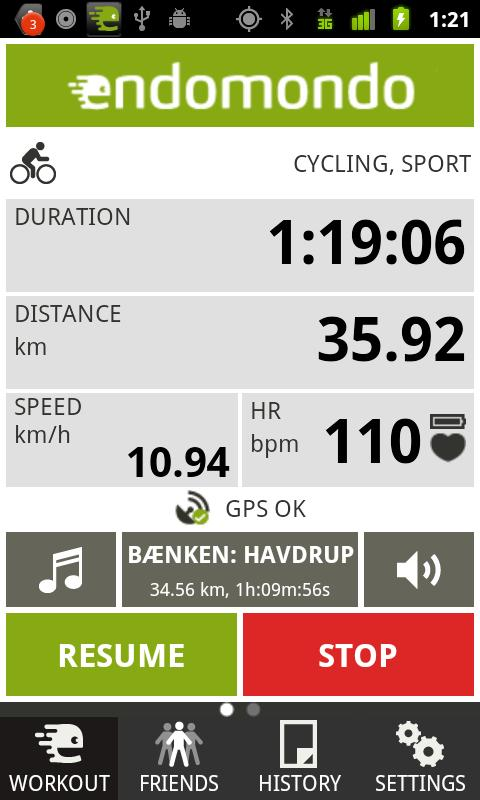 3
3G
1:21
endomondo
CYCLING, SPORT
DURATION
1:19:06
DISTANCE
km
35.92
SPEED
km/h
10.94
HR
bpm
110
GPS OK
BÆNKEN: HAVDRUP
34.56 km, 1h:09m:56s
RESUME
STOP
WORKOUT
FRIENDS
HISTORY
SETTINGS